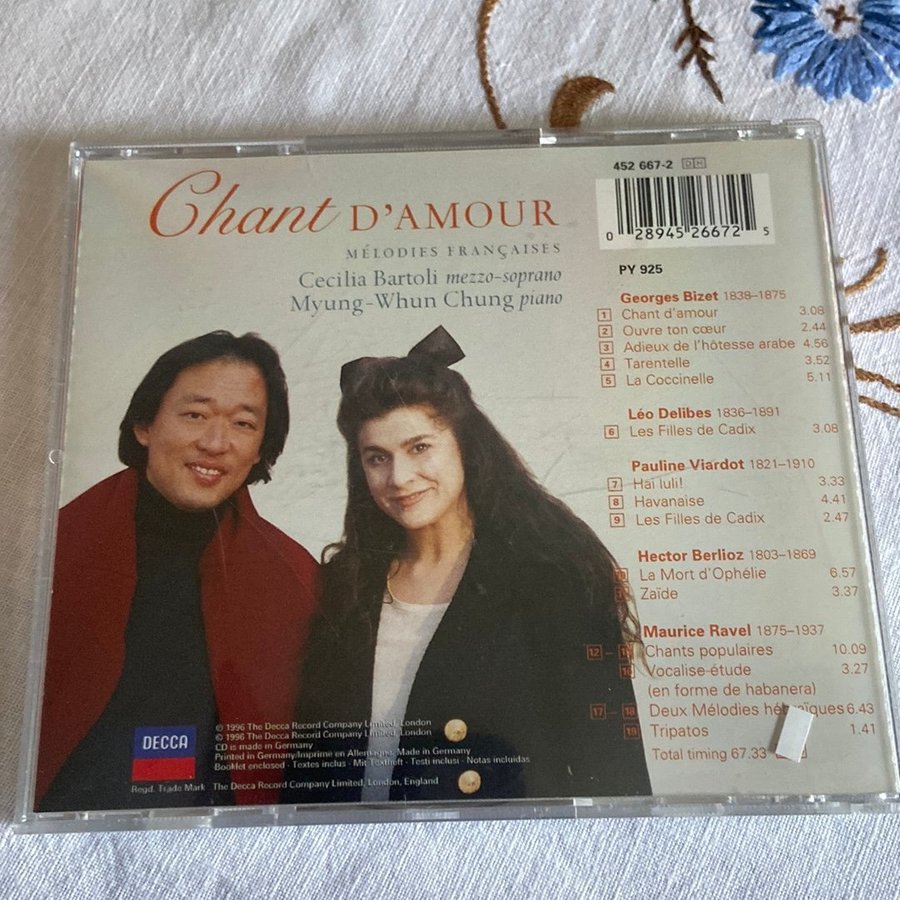 Chant D'AMOUR
MÉLODIES FRANÇAISES
Cecilia Bartoli mezzo-soprano
Myung-Whun Chung piano
452 667-2 DH
0 28945 26672 5
PY 925
Georges Bizet 1838–1875
1 Chant d'amour 3.08
2 Ouvre ton cœur 2.44
3 Adieux de l'hôtesse arabe 4.56
4 Tarentelle 3.52
5 La Coccinelle 5.11
Léo Delibes 1836–1891
6 Les Filles de Cadix 3.08
Pauline Viardot 1821–1910
7 Haï luli! 3.33
8 Havanaise 4.41
9 Les Filles de Cadix 2.47
Hector Berlioz 1803–1869
10 La Mort d'Ophélie 6.57
Zaïde 3.37
Maurice Ravel 1875–1937
12 – Chants populaires 10.09
16 Vocalise-étude 3.27
(en forme de habanera)
17 – 18 Deux Mélodies 6.43
19 Tripatos 1.41
Total timing 67.33
DECCA
Regd. Trade Mark
℗ 1996 The Decca Record Company Limited, London
© 1996 The Decca Record Company Limited, London
CD is made in Germany
Printed in Germany/Imprimé en Allemagne. Made in Germany
Booklet enclosed · Textes inclus · Mit Textheft · Testi inclusi · Notas incluidas
The Decca Record Company Limited, London, England